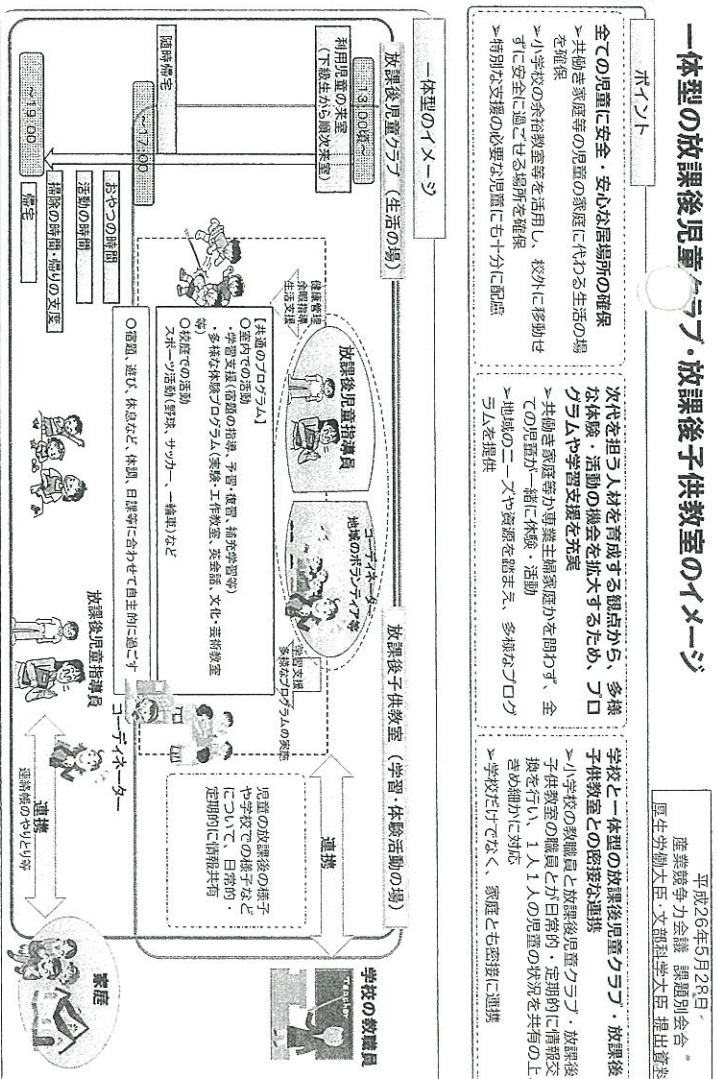 一体型の放課後児童クラブ・放課後子供教室のイメージ
平成26年5月28日
産業競争力会議 課題別会合
厚生労働大臣・文部科学大臣 提出資料
ポイント
全ての児童に安全・安心な居場所の確保
➢共働き家庭等の児童の家庭に代わる生活の場
を確保
➢小学校の余裕教室等を活用し、校外に移動せ
ずに安全に過ごせる場所を確保
➢特別な支援の必要な児童にも十分に配慮
次代を担う人材を育成する観点から、多様
な体験・活動の機会を拡大するため、プロ
グラムや学習支援を充実
➢共働き家庭等か専業主婦家庭かを問わず、全
ての児童が一緒に体験・活動
➢地域のニーズや資源を踏まえ、多様なプログ
ラムを提供
学校と一体型の放課後児童クラブ・放課後
子供教室との密接な連携
➢小学校の教職員と放課後児童クラブ・放課後
子供教室の職員とが日常的・定期的に情報交
換を行い、1人1人の児童の状況を共有の上
きめ細かに対応
➢学校だけでなく、家庭とも密接に連携
一体型のイメージ
放課後児童クラブ(生活の場)
放課後子供教室(学習・体験活動の場)
13:00頃~
利用児童の来室
(下級生から順次来室)
随時帰宅
~17:00
~19:00
おやつの時間
活動の時間
掃除の時間・帰りの支度
帰宅
健康管理
余暇指導
生活支援
放課後児童指導員
コーディネーター
地域のボランティア等
学習支援
多様なプログラムの実施
【共通のプログラム】
○室内での活動
・学習支援(宿題の指導、予習・復習、補充学習等)
・多様な体験プログラム(実験・工作教室、英会話、文化・芸術教室
等)
○校庭での活動
スポーツ活動(野球、サッカー、一輪車)など
○宿題、遊び、休息など、体調、日課等に合わせて自主的に過ごす
放課後児童指導員
コーディネーター
連携
児童の放課後の様子
や学校での様子など
について、日常的・
定期的に情報共有
学校の教職員
Teacher
連携
連絡帳のやりとり等
家庭